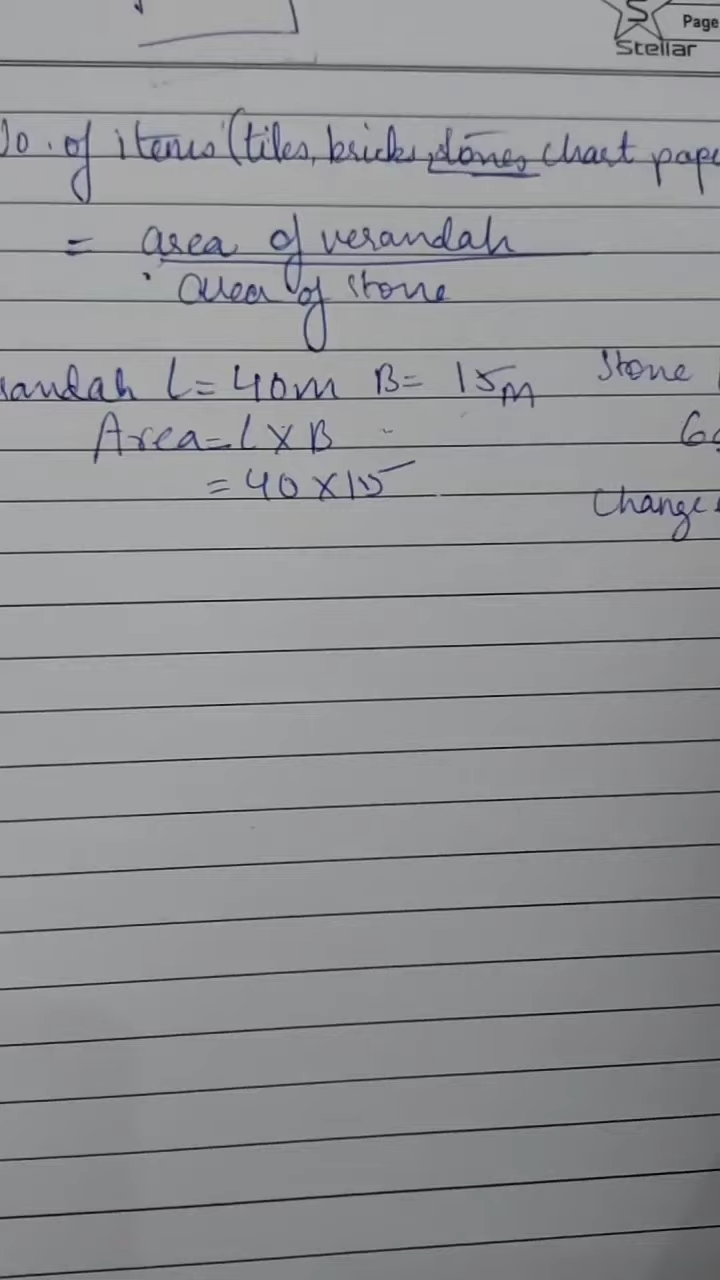 S Page
Stellar
No. of items (tiles, bricks, stones chart pape
= area of verandah
area of stone
randah L = 40m B = 15m Stone
Area = L X B
= 40 X 15
Change